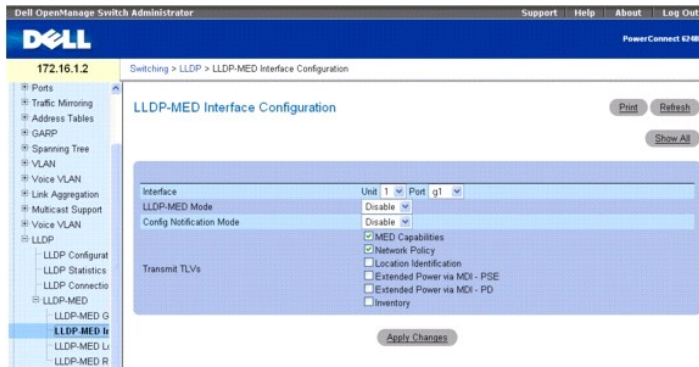 Dell OpenManage Switch Administrator
Support Help About Log Out
DELL
PowerConnect 6248
172.16.1.2
Switching > LLDP > LLDP-MED Interface Configuration
Ports
Traffic Mirroring
Address Tables
GARP
Spanning Tree
VLAN
Voice VLAN
Link Aggregation
Multicast Support
Voice VLAN
LLDP
LLDP Configurat
LLDP Statistics
LLDP Connectio
LLDP-MED
LLDP-MED G
LLDP-MED In
LLDP-MED Lo
LLDP-MED R
LLDP-MED Interface Configuration
Print Refresh
Show All
Interface Unit 1 Port g1
LLDP-MED Mode Disable
Config Notification Mode Disable
Transmit TLVs
MED Capabilities
Network Policy
Location Identification
Extended Power via MDI - PSE
Extended Power via MDI - PD
Inventory
Apply Changes